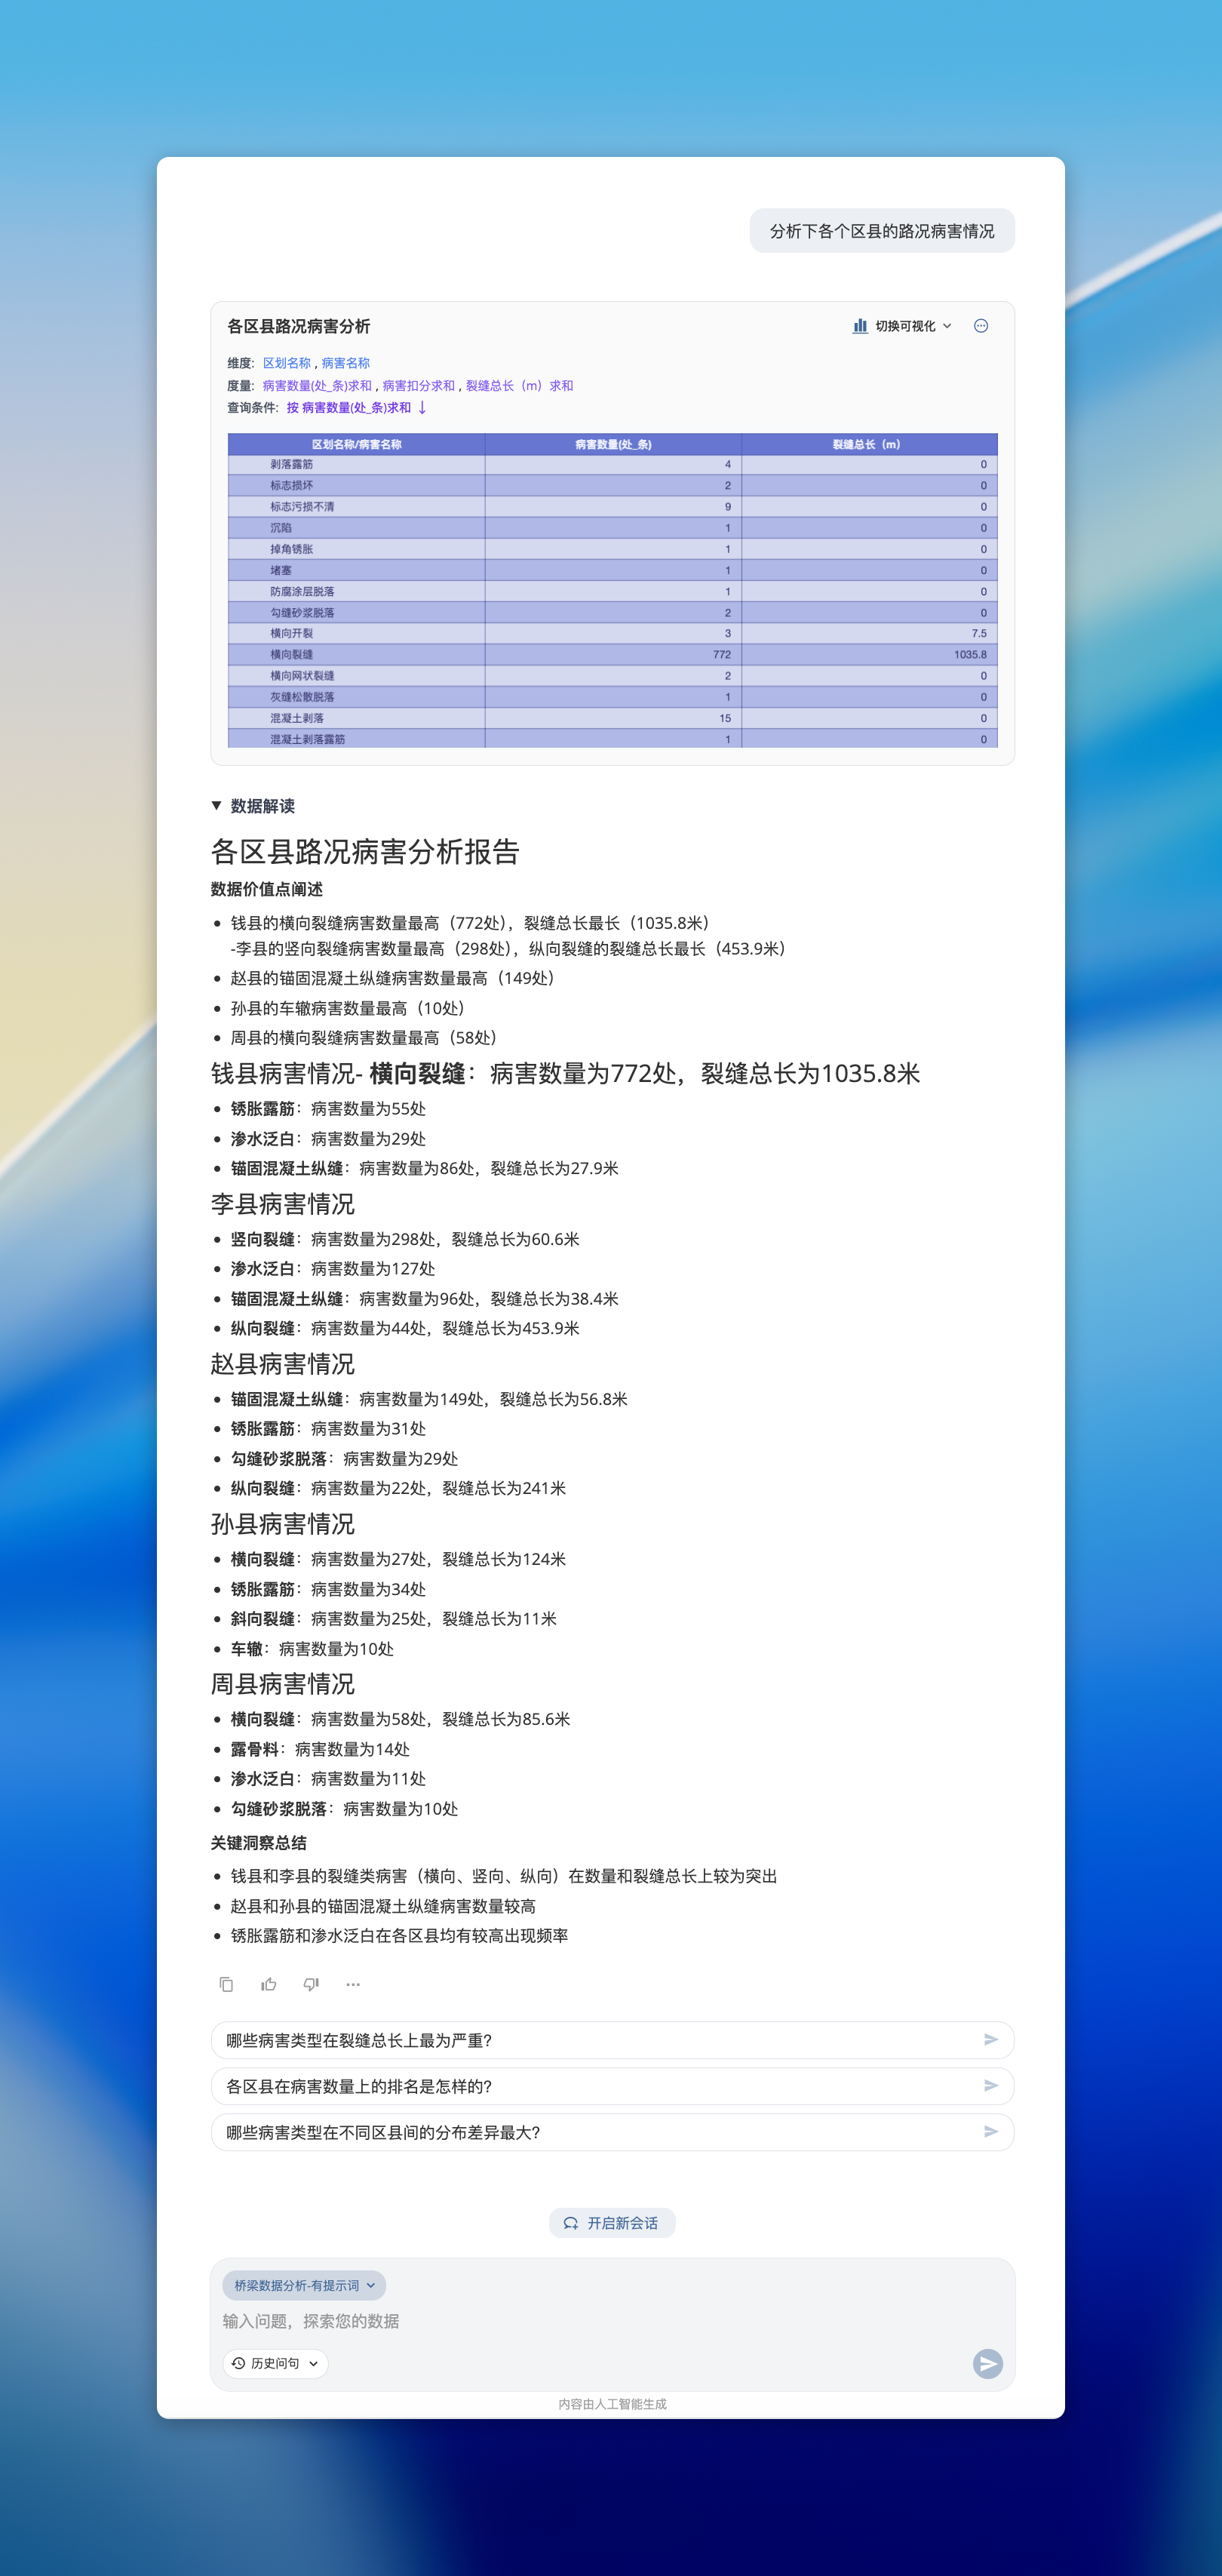 分析下各个区县的路况病害情况
各区县路况病害分析
切换可视化
维度: 区划名称 , 病害名称
度量: 病害数量(处_条)求和 , 病害扣分求和 , 裂缝总长（m）求和
查询条件: 按 病害数量(处_条)求和 ↓
区划名称/病害名称 病害数量(处_条) 裂缝总长（m）
剥落露筋 4 0
标志损坏 2 0
标志污损不清 9 0
沉陷 1 0
掉角锈胀 1 0
堵塞 1 0
防腐涂层脱落 1 0
勾缝砂浆脱落 2 0
横向开裂 3 7.5
横向裂缝 772 1035.8
横向网状裂缝 2 0
灰缝松散脱落 1 0
混凝土剥落 15 0
混凝土剥落露筋 1 0
▼ 数据解读
各区县路况病害分析报告
数据价值点阐述
• 钱县的横向裂缝病害数量最高（772处），裂缝总长最长（1035.8米）
-李县的竖向裂缝病害数量最高（298处），纵向裂缝的裂缝总长最长（453.9米）
• 赵县的锚固混凝土纵缝病害数量最高（149处）
• 孙县的车辙病害数量最高（10处）
• 周县的横向裂缝病害数量最高（58处）
钱县病害情况- 横向裂缝：病害数量为772处，裂缝总长为1035.8米
• 锈胀露筋：病害数量为55处
• 渗水泛白：病害数量为29处
• 锚固混凝土纵缝：病害数量为86处，裂缝总长为27.9米
李县病害情况
• 竖向裂缝：病害数量为298处，裂缝总长为60.6米
• 渗水泛白：病害数量为127处
• 锚固混凝土纵缝：病害数量为96处，裂缝总长为38.4米
• 纵向裂缝：病害数量为44处，裂缝总长为453.9米
赵县病害情况
• 锚固混凝土纵缝：病害数量为149处，裂缝总长为56.8米
• 锈胀露筋：病害数量为31处
• 勾缝砂浆脱落：病害数量为29处
• 纵向裂缝：病害数量为22处，裂缝总长为241米
孙县病害情况
• 横向裂缝：病害数量为27处，裂缝总长为124米
• 锈胀露筋：病害数量为34处
• 斜向裂缝：病害数量为25处，裂缝总长为11米
• 车辙：病害数量为10处
周县病害情况
• 横向裂缝：病害数量为58处，裂缝总长为85.6米
• 露骨料：病害数量为14处
• 渗水泛白：病害数量为11处
• 勾缝砂浆脱落：病害数量为10处
关键洞察总结
• 钱县和李县的裂缝类病害（横向、竖向、纵向）在数量和裂缝总长上较为突出
• 赵县和孙县的锚固混凝土纵缝病害数量较高
• 锈胀露筋和渗水泛白在各区县均有较高出现频率
哪些病害类型在裂缝总长上最为严重?
各区县在病害数量上的排名是怎样的?
哪些病害类型在不同区县间的分布差异最大?
开启新会话
桥梁数据分析-有提示词
输入问题，探索您的数据
历史问句
内容由人工智能生成